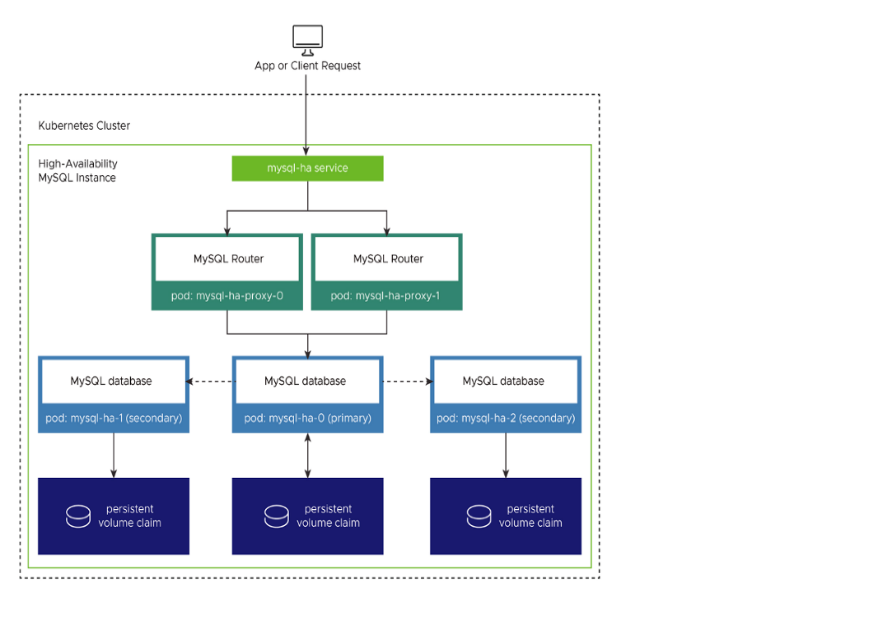 App or Client Request
Kubernetes Cluster
High-Availability
MySQL Instance
mysql-ha service
MySQL Router
MySQL Router
pod: mysql-ha-proxy-0
pod: mysql-ha-proxy-1
MySQL database
MySQL database
MySQL database
pod: mysql-ha-1 (secondary)
pod: mysql-ha-0 (primary)
pod: mysql-ha-2 (secondary)
persistent
volume claim
persistent
volume claim
persistent
volume claim